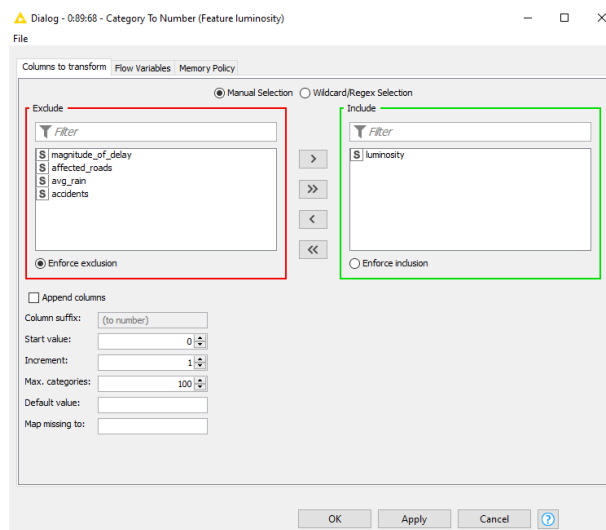 Dialog - 0:89:68 - Category To Number (Feature luminosity)
File
Columns to transform Flow Variables Memory Policy
Manual Selection Wildcard/Regex Selection
Exclude
Filter
S magnitude_of_delay
S affected_roads
S avg_rain
S accidents
Enforce exclusion
>
>>
<
<<
Include
Filter
S luminosity
Enforce inclusion
Append columns
Column suffix: (to number)
Start value: 0
Increment: 1
Max. categories: 100
Default value:
Map missing to:
OK Apply Cancel ?